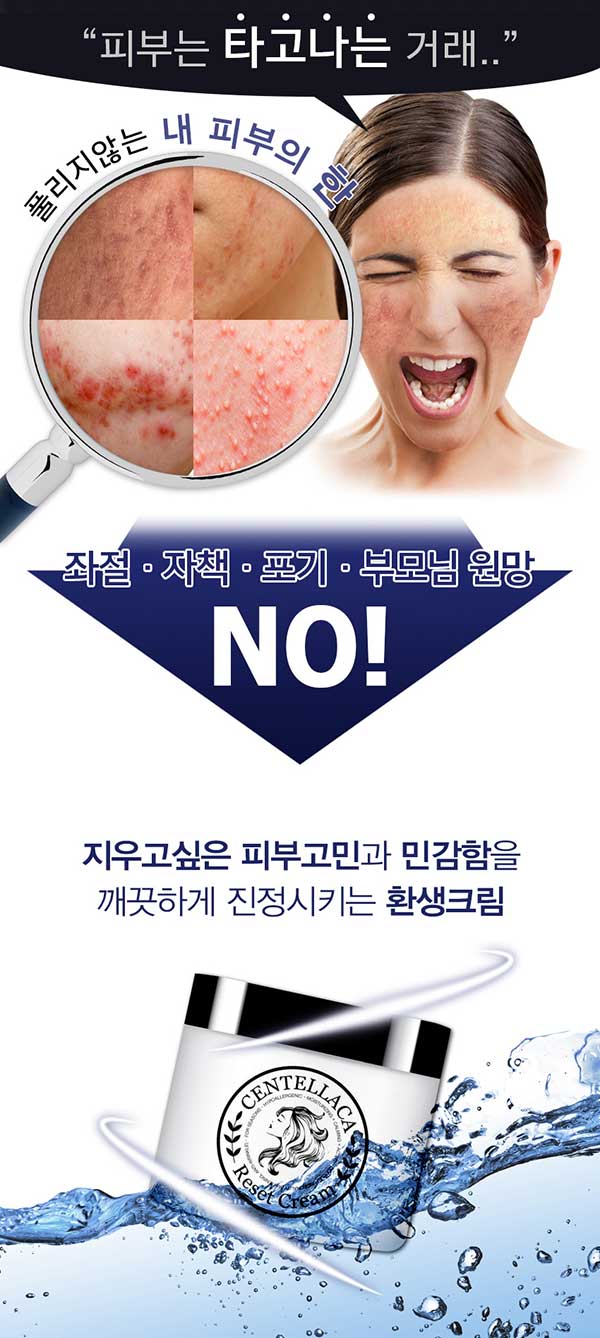 “피부는 타고나는 거래..”
풀리지않는 내 피부의 한
좌절 · 자책 · 포기 · 부모님 원망
NO!
지우고싶은 피부고민과 민감함을
깨끗하게 진정시키는 환생크림
CENTELLACA
Reset Cream